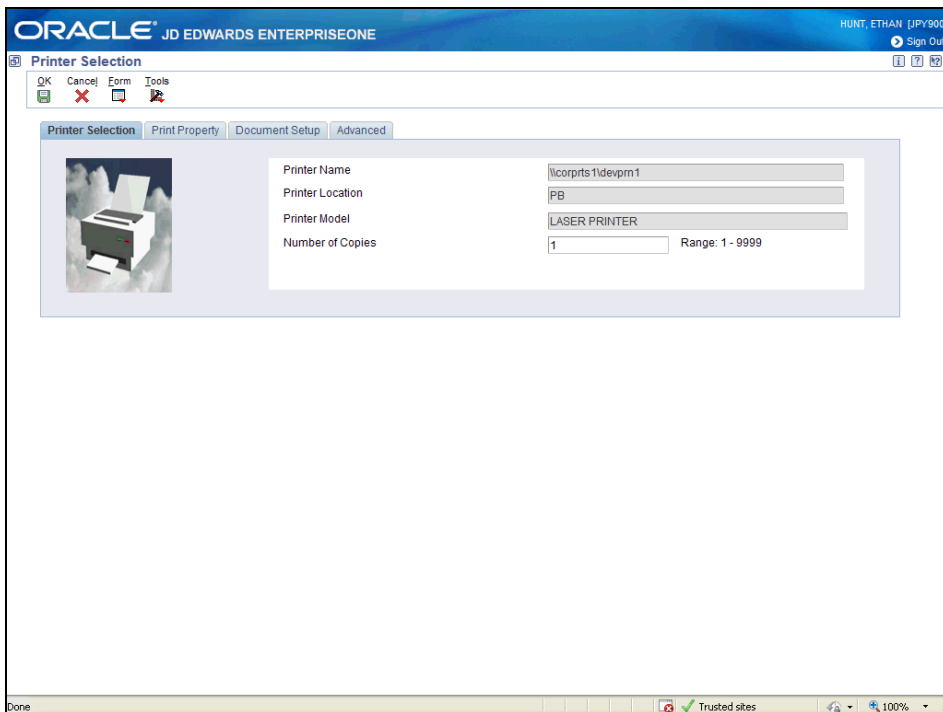 ORACLE® JD EDWARDS ENTERPRISEONE
HUNT, ETHAN [JPY900
Sign Out
Printer Selection
OK Cancel Form Tools
Printer Selection Print Property Document Setup Advanced
Printer Name \\corprts1\devprn1
Printer Location PB
Printer Model LASER PRINTER
Number of Copies 1 Range: 1 - 9999
Done Trusted sites 100%